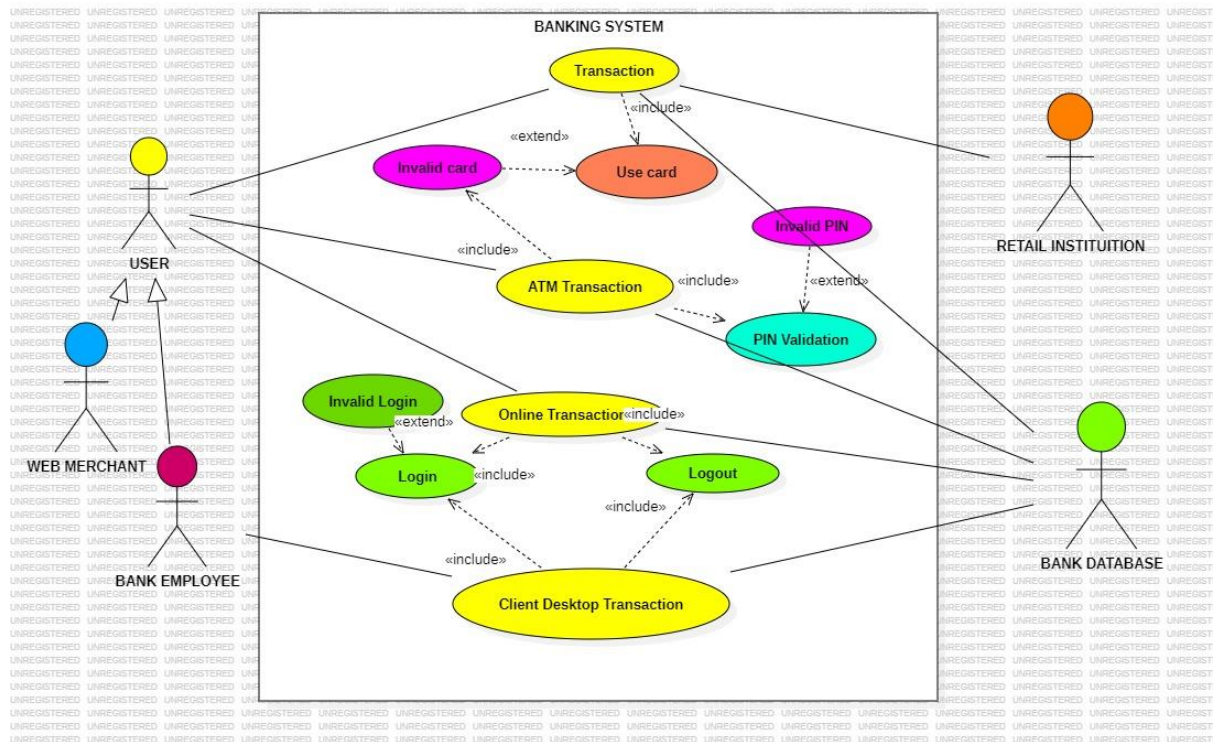 BANKING SYSTEM
Transaction
«include»
«extend»
Invalid card
Use card
Invalid PIN
USER
RETAIL INSTITUITION
«include»
ATM Transaction
«include»
«extend»
PIN Validation
Invalid Login
«extend»
Online Transaction
«include»
WEB MERCHANT
Login
«include»
Logout
«include»
«include»
BANK EMPLOYEE
BANK DATABASE
Client Desktop Transaction
UNREGISTERED